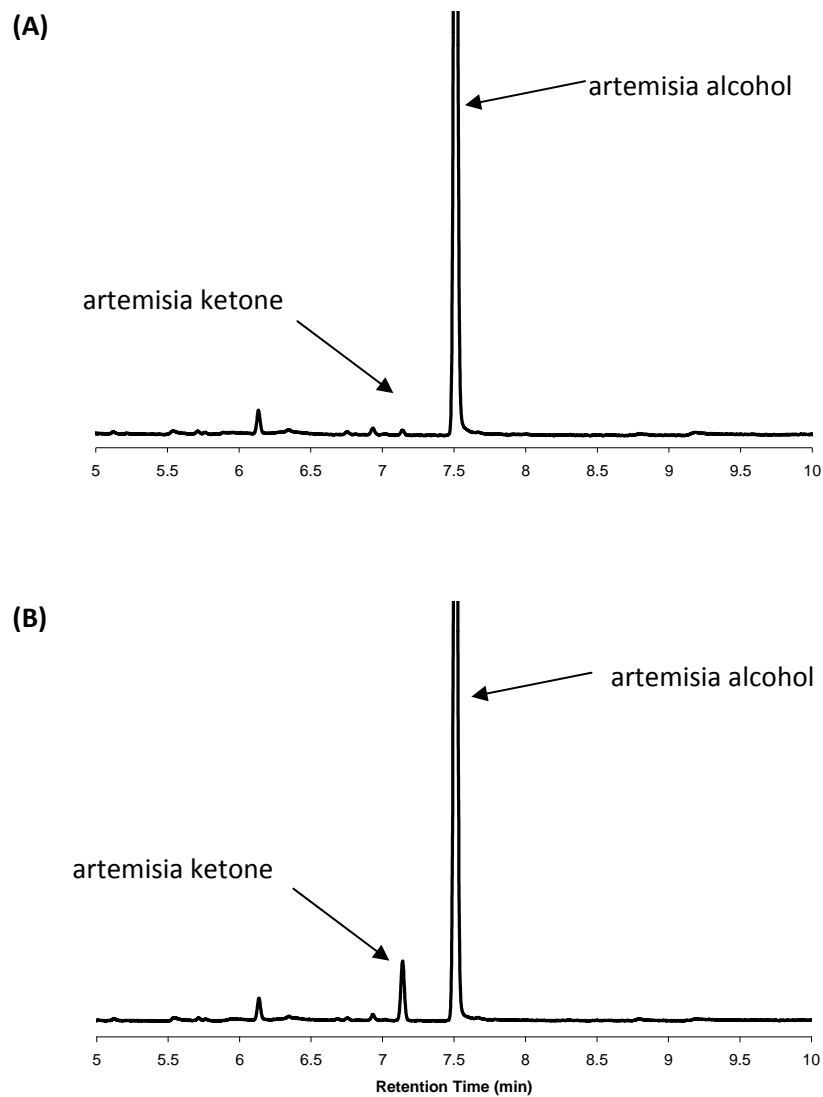 (A)
artemisia alcohol
artemisia ketone
5 5.5 6 6.5 7 7.5 8 8.5 9 9.5 10
(B)
artemisia alcohol
artemisia ketone
5 5.5 6 6.5 7 7.5 8 8.5 9 9.5 10
Retention Time (min)